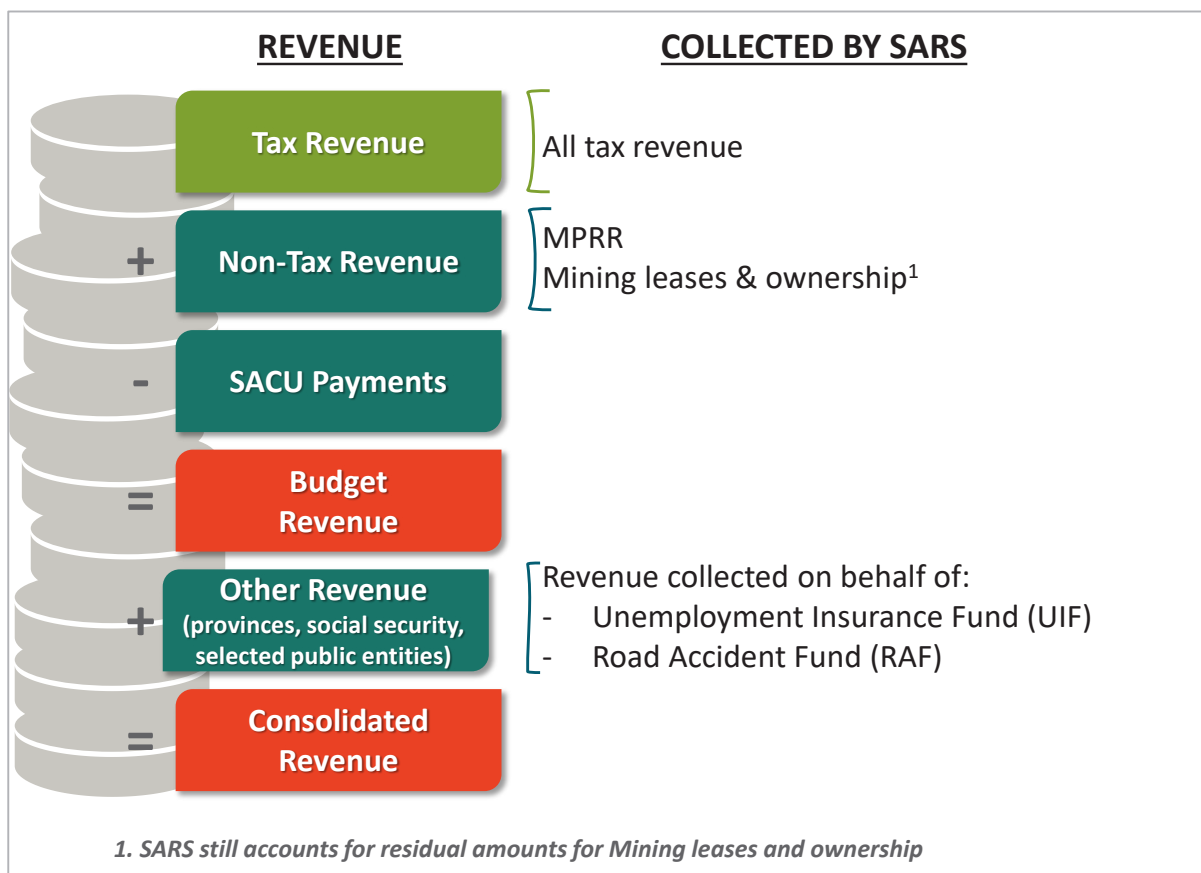 REVENUE
COLLECTED BY SARS
Tax Revenue
All tax revenue
+
Non-Tax Revenue
MPRR
Mining leases & ownership¹
-
SACU Payments
=
Budget
Revenue
+
Other Revenue
(provinces, social security,
selected public entities)
Revenue collected on behalf of:
- Unemployment Insurance Fund (UIF)
- Road Accident Fund (RAF)
=
Consolidated
Revenue
1. SARS still accounts for residual amounts for Mining leases and ownership